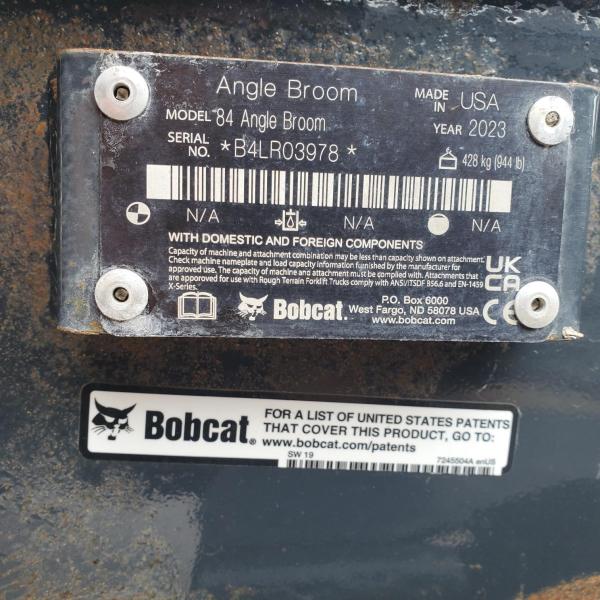 Angle Broom
MADE IN USA
MODEL 84 Angle Broom
YEAR 2023
SERIAL NO. *B4LR03978*
428 kg (944 lb)
N/A N/A N/A
WITH DOMESTIC AND FOREIGN COMPONENTS
Capacity of machine and attachment combination may be less than capacity shown on attachment.
Check machine nameplate and load capacity information furnished by the manufacturer for
approved use. The capacity of machine and attachment must be complied with. Attachments that
are approved for use with Rough Terrain Forklift Trucks comply with ANSI/ITSDF B56.6 and EN-1459
X-Series.
UK
CA
Bobcat.
P.O. Box 6000
West Fargo, ND 58078 USA
www.bobcat.com
CE
Bobcat®
FOR A LIST OF UNITED STATES PATENTS
THAT COVER THIS PRODUCT, GO TO:
www.bobcat.com/patents
SW 19 7245504A enUS